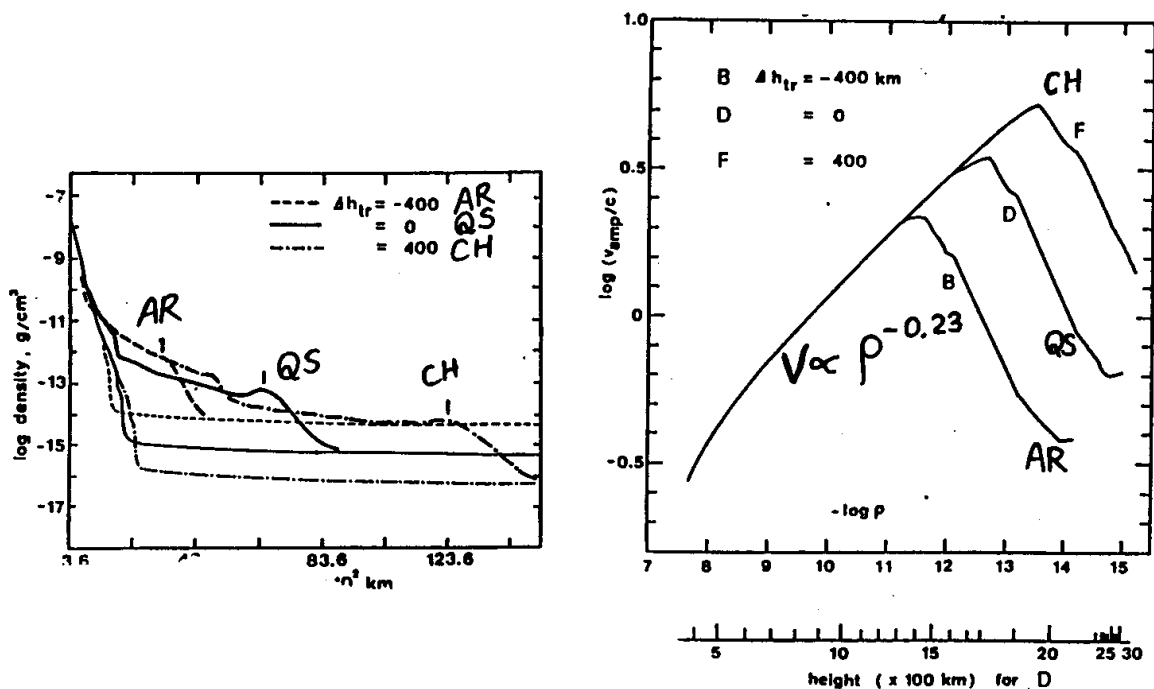 -7
-9
-11
-13
-15
-17
log density, g/cm³
Δh_tr = -400 AR
= 0 QS
= 400 CH
AR
QS
CH
3.6
83.6
123.6
km
1.0
0.5
0
-0.5
log (v_amp/c)
B Δh_tr = -400 km
D = 0
F = 400
CH
F
D
B
V ∝ ρ^-0.23
QS
AR
-log ρ
7 8 9 10 11 12 13 14 15
5 10 15 20 25 30
height (x 100 km) for D